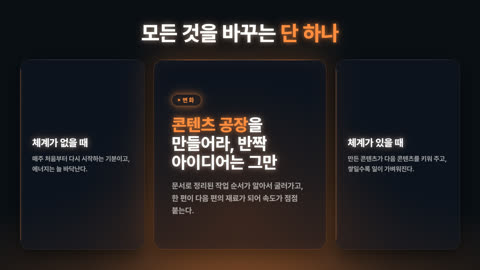 모든 것을 바꾸는 단 하나
체계가 없을 때
매주 처음부터 다시 시작하는 기분이고,
에너지는 늘 바닥난다.
변화
콘텐츠 공장을
만들어라, 반짝
아이디어는 그만
문서로 정리된 작업 순서가 알아서 굴러가고,
한 편이 다음 편의 재료가 되어 속도가 점점
붙는다.
체계가 있을 때
만든 콘텐츠가 다음 콘텐츠를 키워 주고,
쌓일수록 일이 가벼워진다.